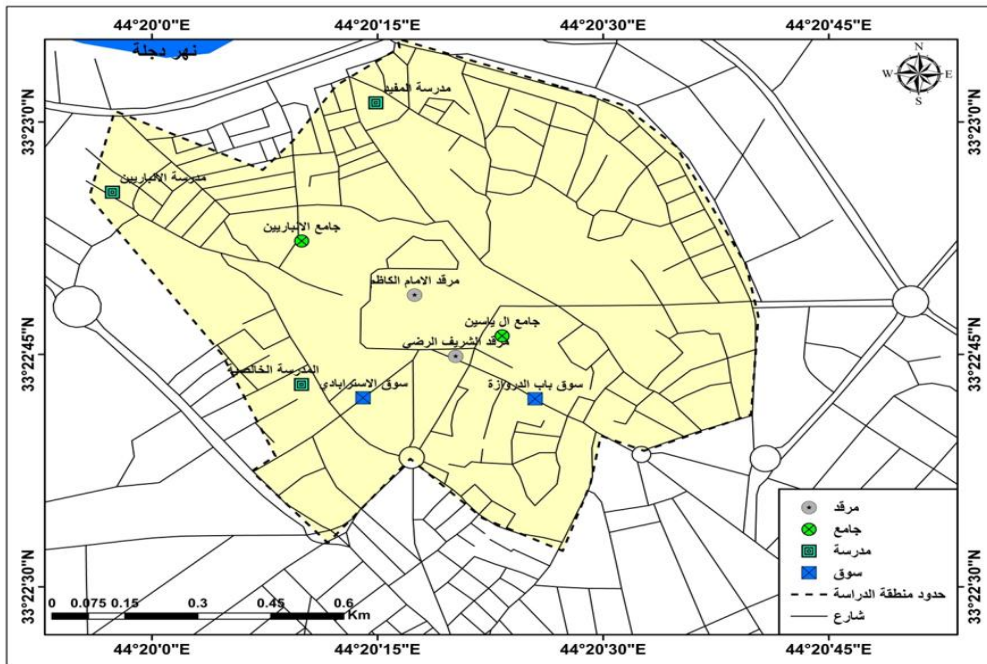 44°20'0"E 44°20'15"E 44°20'30"E 44°20'45"E
نهر دجلة
N
W E
S
مدرسة المفيد
33°23'0"N 33°23'0"N
مدرسة الانباريين
جامع الانباريين
مرقد الامام الكاظم
جامع ال ياسين
مرقد الشريف الرضي
33°22'45"N 33°22'45"N
المدرسة الخالصية
سوق الاسترابادي
سوق باب الدروازة
مرقد
جامع
مدرسة
سوق
حدود منطقة الدراسة
شارع
33°22'30"N 33°22'30"N
0 0.075 0.15 0.3 0.45 0.6
Km
44°20'0"E 44°20'15"E 44°20'30"E 44°20'45"E